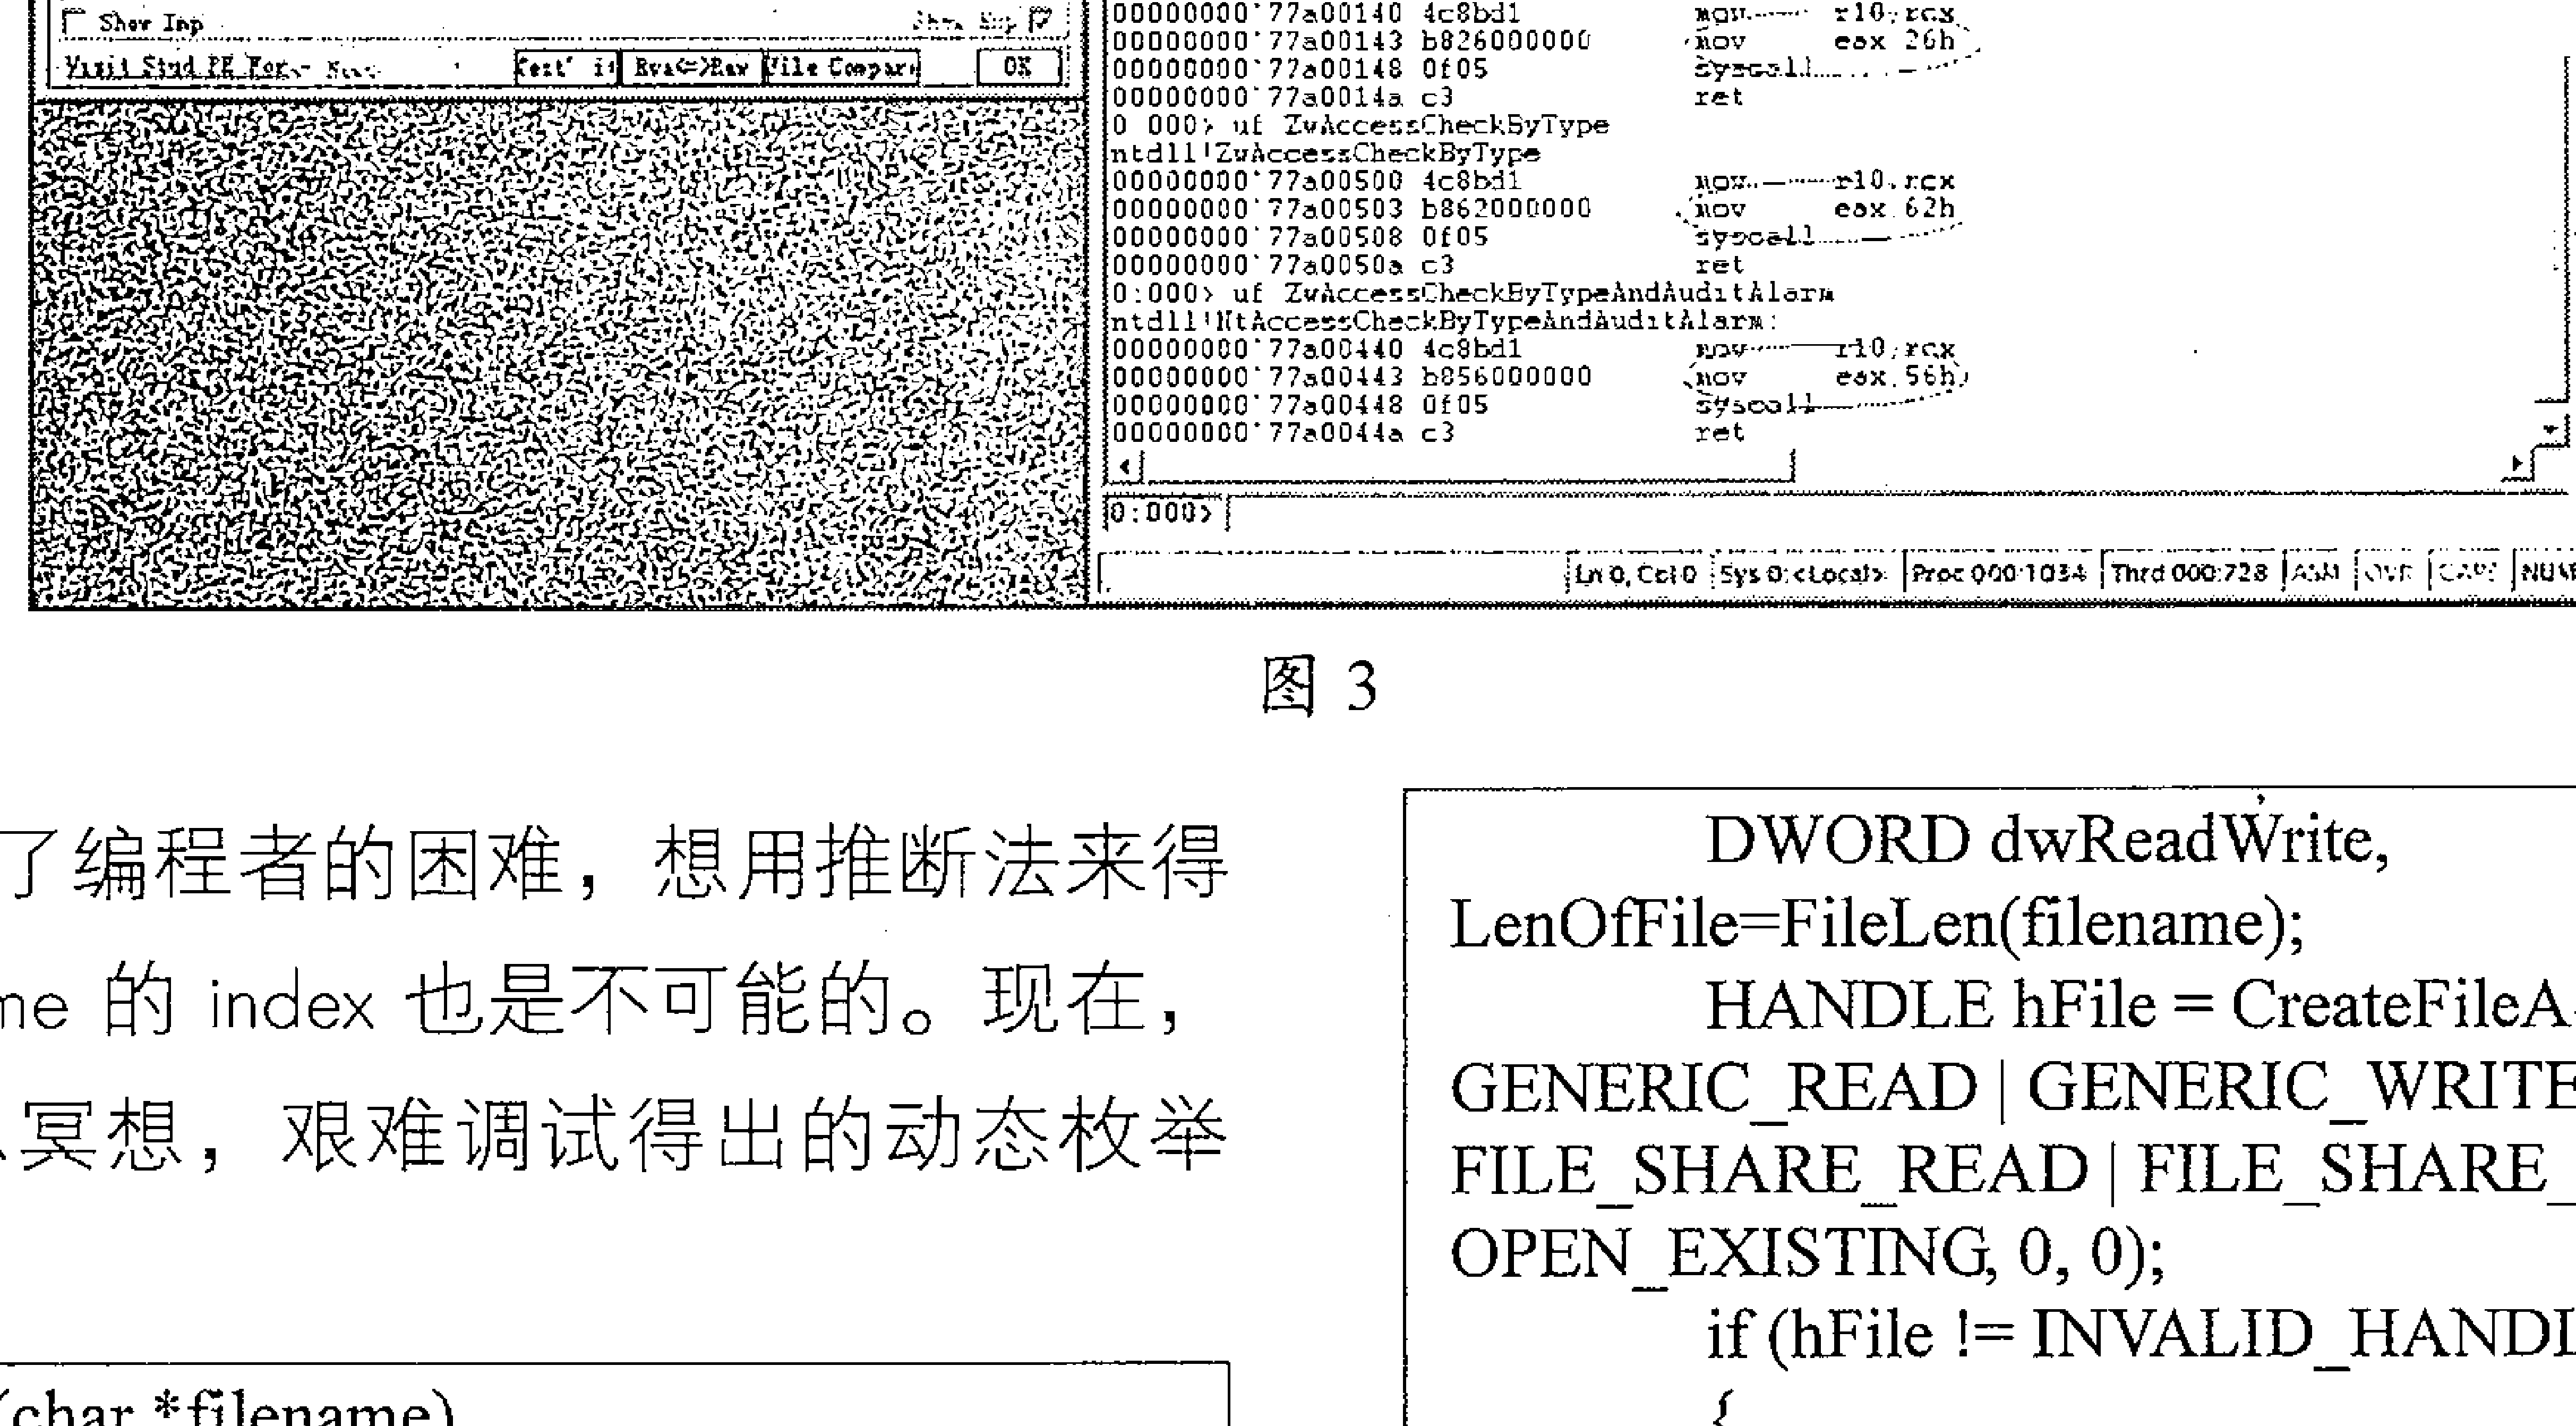 Show Inp
OK
Rva<=>Raw File Compare
00000000`77a00140 4c8bd1 mov r10,rcx
00000000`77a00143 b826000000 mov eax 26h
00000000`77a00148 0f05 syscall
00000000`77a0014a c3 ret
0 000> uf ZwAccessCheckByType
ntdll!ZwAccessCheckByType
00000000`77a00500 4c8bd1 mov r10,rcx
00000000`77a00503 b862000000 mov eax 62h
00000000`77a00508 0f05 syscall
00000000`77a0050a c3 ret
0:000> uf ZwAccessCheckByTypeAndAuditAlarm
ntdll!NtAccessCheckByTypeAndAuditAlarm:
00000000`77a00440 4c8bd1 mov r10,rcx
00000000`77a00443 b856000000 mov eax,56h
00000000`77a00448 0f05 syscall
00000000`77a0044a c3 ret
0:000>
Ln 0, Col 0 Sys 0:<Local> Proc 000:1034 Thrd 000:728 ASM OVR CAPS NUM
图 3
了编程者的困难，想用推断法来得
me 的 index 也是不可能的。现在，
冥想，艰难调试得出的动态枚举
(char *filename)
DWORD dwReadWrite,
LenOfFile=FileLen(filename);
HANDLE hFile = CreateFileA
GENERIC_READ | GENERIC_WRITE
FILE_SHARE_READ | FILE_SHARE_
OPEN_EXISTING, 0, 0);
if (hFile != INVALID_HANDL
{